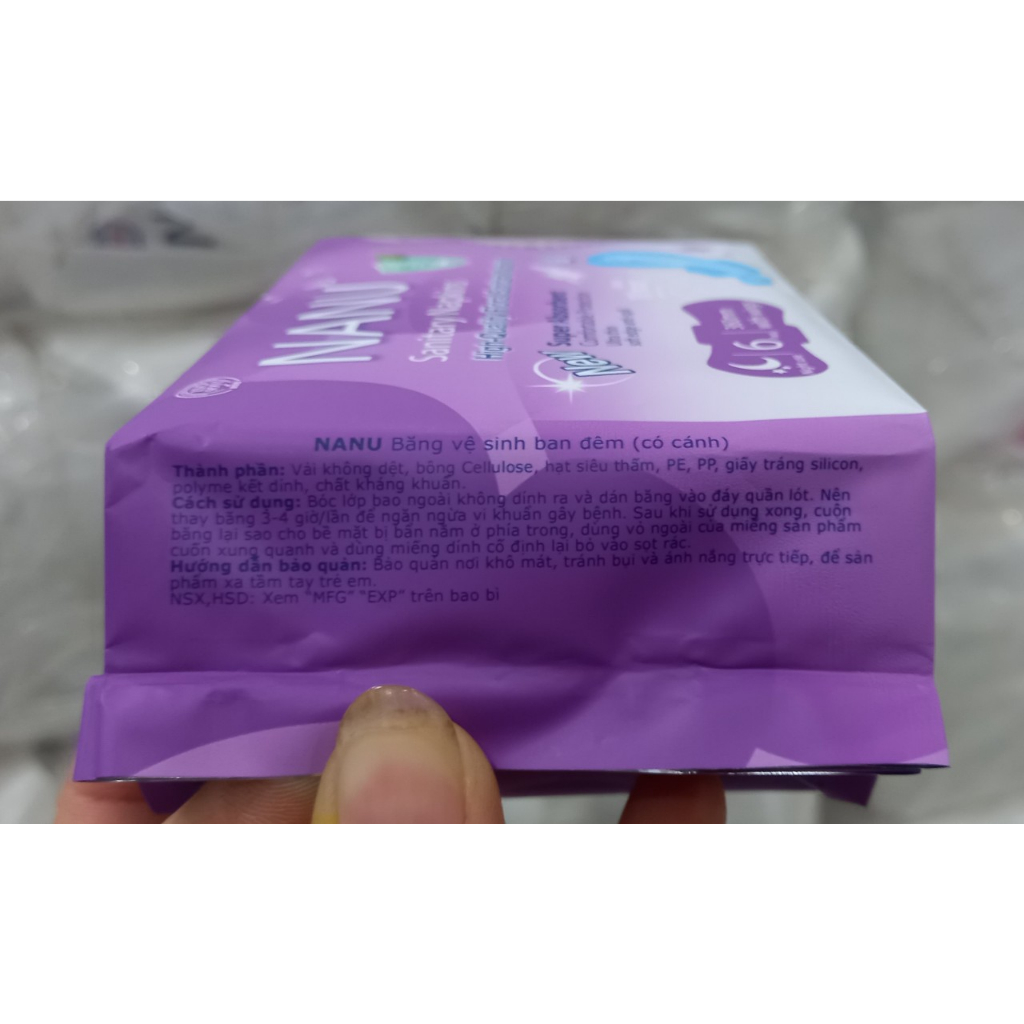 NANU
Sanitary Napkins
New Super Absorbent
NANU Băng vệ sinh ban đêm (có cánh)
Thành phần: Vải không dệt, bông Cellulose, hạt siêu thấm, PE, PP, giấy tráng silicon,
polyme kết dính, chất kháng khuẩn.
Cách sử dụng: Bóc lớp bao ngoài không dính ra và dán băng vào đáy quần lót. Nên
thay băng 3-4 giờ/lần để ngăn ngừa vi khuẩn gây bệnh. Sau khi sử dụng xong, cuộn
băng lại sao cho bề mặt bị bẩn nằm ở phía trong, dùng vỏ ngoài của miếng sản phẩm
cuốn xung quanh và dùng miếng dính cố định lại bỏ vào sọt rác.
Hướng dẫn bảo quản: Bảo quản nơi khô mát, tránh bụi và ánh nắng trực tiếp, để sản
phẩm xa tầm tay trẻ em.
NSX,HSD: Xem "MFG" "EXP" trên bao bì